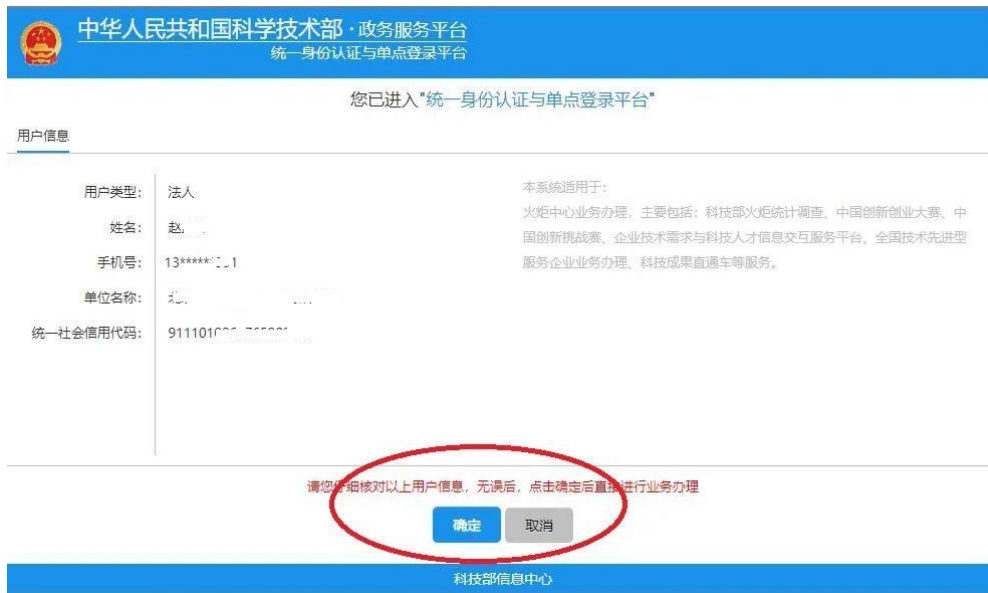 中华人民共和国科学技术部·政务服务平台
统一身份认证与单点登录平台
您已进入"统一身份认证与单点登录平台"
用户信息
用户类型: 法人
姓名: 赵
手机号: 13*****
单位名称:
统一社会信用代码: 911101
本系统适用于:
火炬中心业务办理，主要包括：科技部火炬统计调查、中国创新创业大赛、中
国创新挑战赛、企业技术需求与科技人才信息交互服务平台、全国技术先进型
服务企业业务办理、科技成果直通车等服务。
请您仔细核对以上用户信息，无误后，点击确定后直接进行业务办理
确定 取消
科技部信息中心